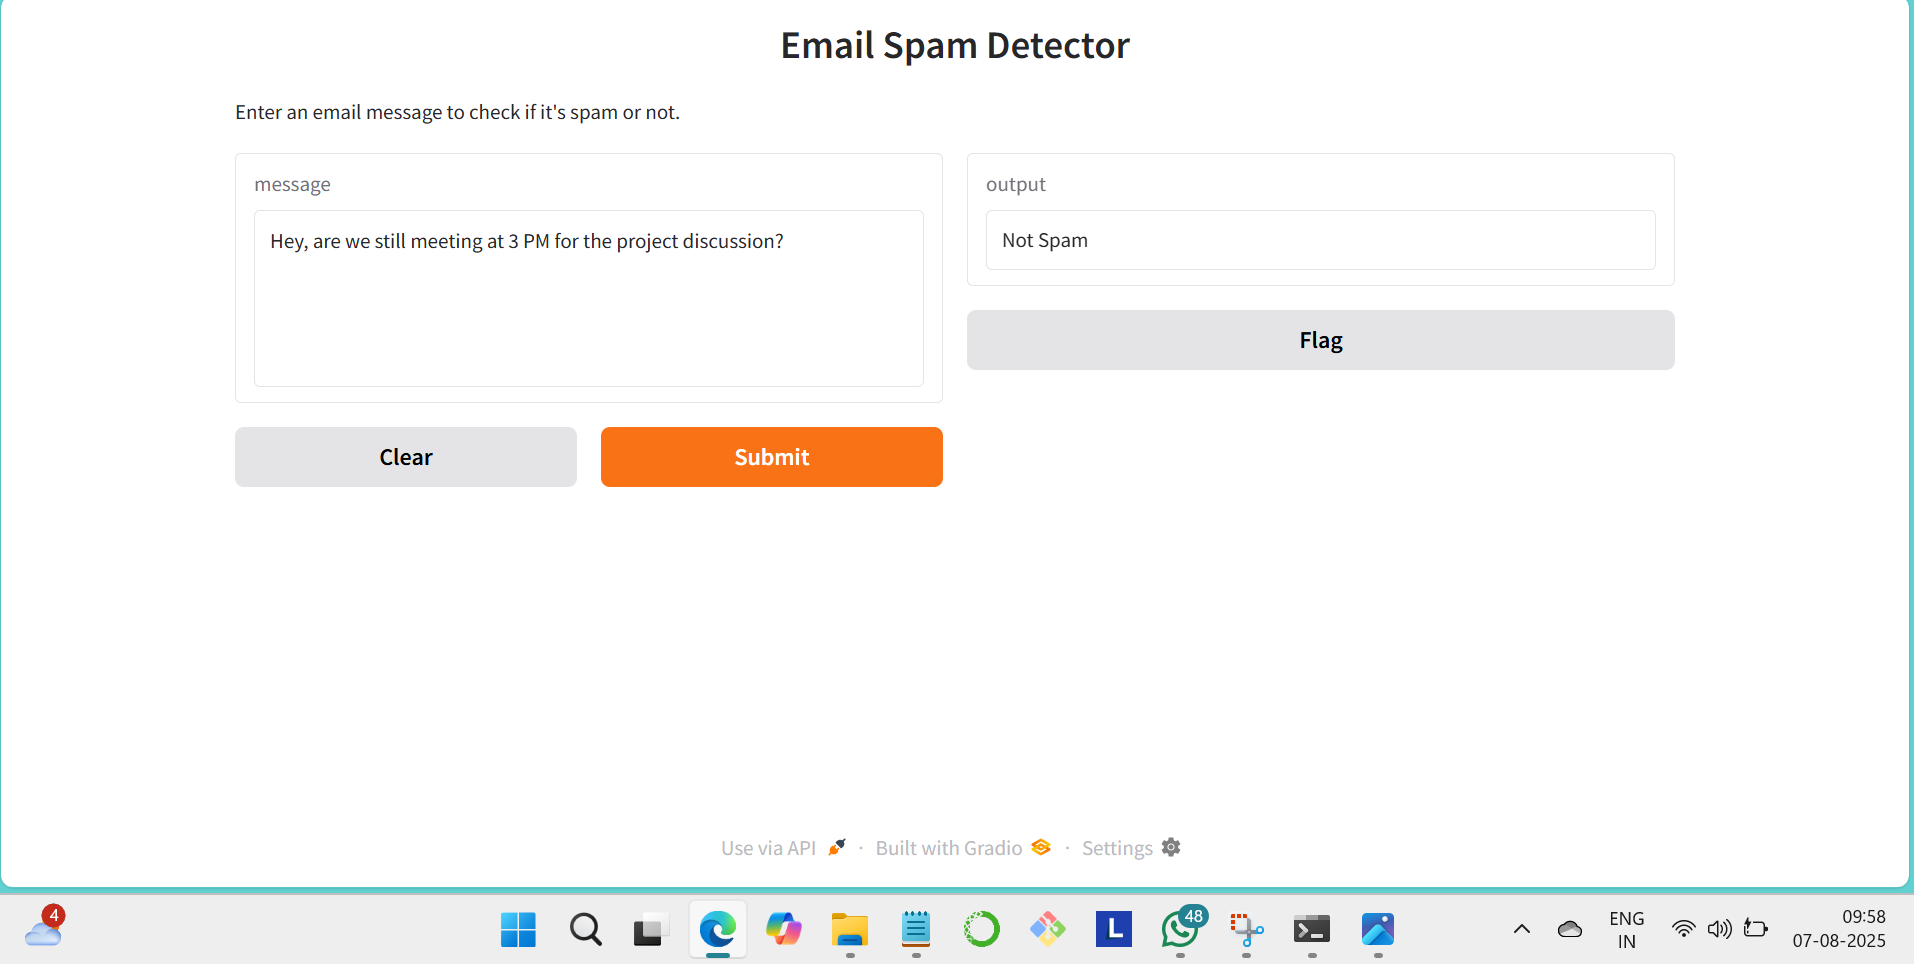 Email Spam Detector
Enter an email message to check if it's spam or not.
message
Hey, are we still meeting at 3 PM for the project discussion?
output
Not Spam
Flag
Clear
Submit
Use via API · Built with Gradio · Settings
4
L
48
ENG
IN
09:58
07-08-2025